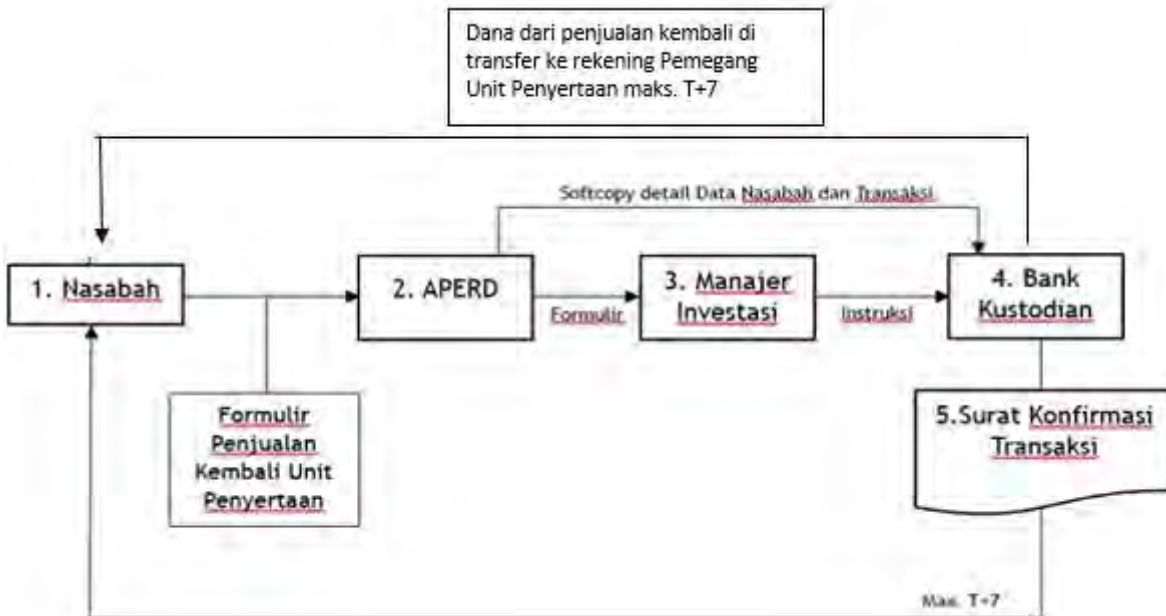 Dana dari penjualan kembali di
transfer ke rekening Pemegang
Unit Penyertaan maks. T+7
Softcopy detail Data Nasabah dan Transaksi
1. Nasabah
2. APERD
3. Manajer
Investasi
4. Bank
Kustodian
Formulir
Instruksi
Formulir
Penjualan
Kembali Unit
Penyertaan
5.Surat Konfirmasi
Transaksi
Max. T+7